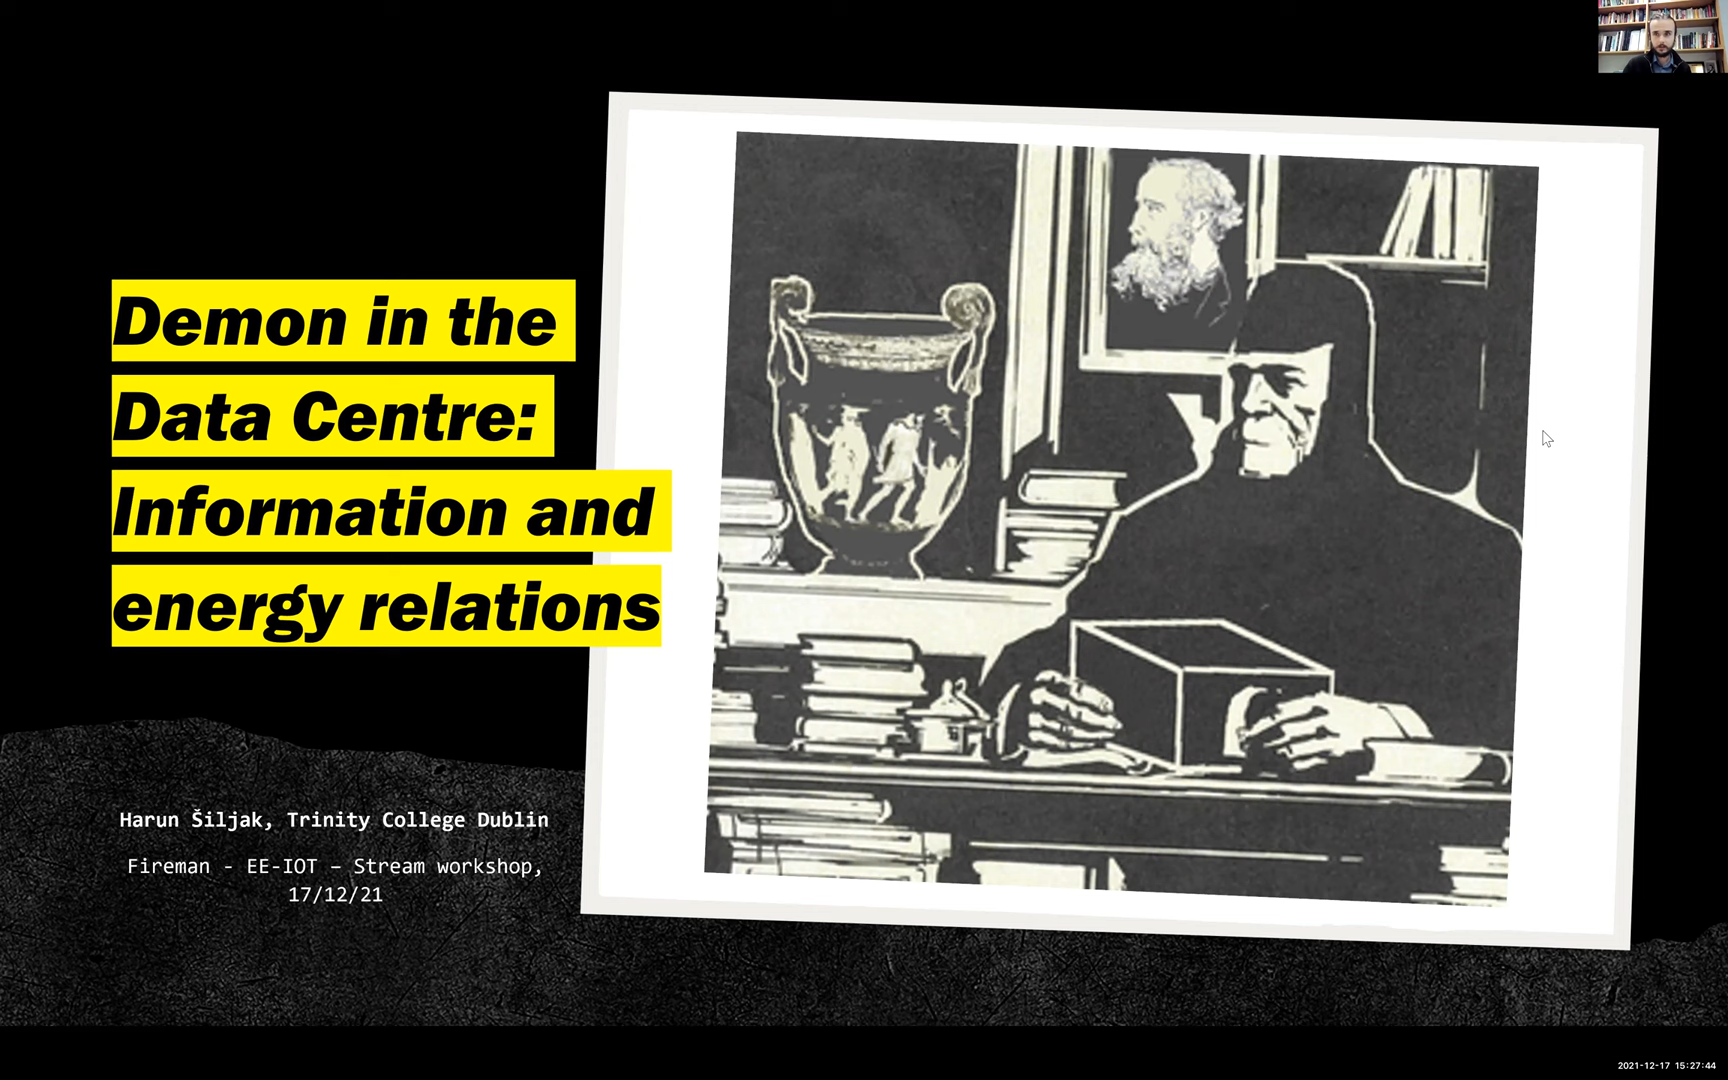 Demon in the
Data Centre:
Information and
energy relations
Harun Šiljak, Trinity College Dublin
Fireman - EE-IOT – Stream workshop,
17/12/21
2021-12-17 15:27:44